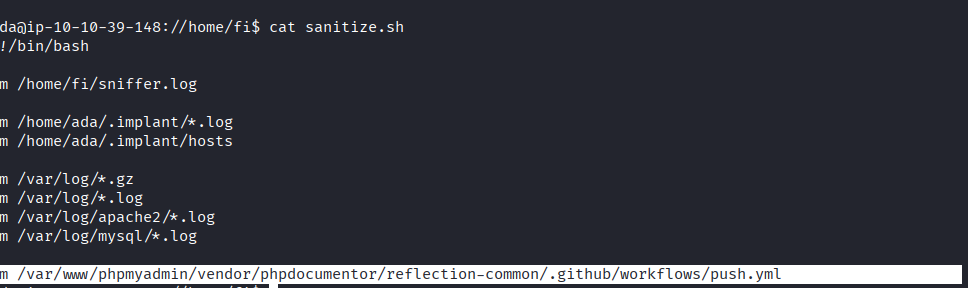 da@ip-10-10-39-148://home/fi$ cat sanitize.sh
!/bin/bash
m /home/fi/sniffer.log
m /home/ada/.implant/*.log
m /home/ada/.implant/hosts
m /var/log/*.gz
m /var/log/*.log
m /var/log/apache2/*.log
m /var/log/mysql/*.log
m /var/www/phpmyadmin/vendor/phpdocumentor/reflection-common/.github/workflows/push.yml